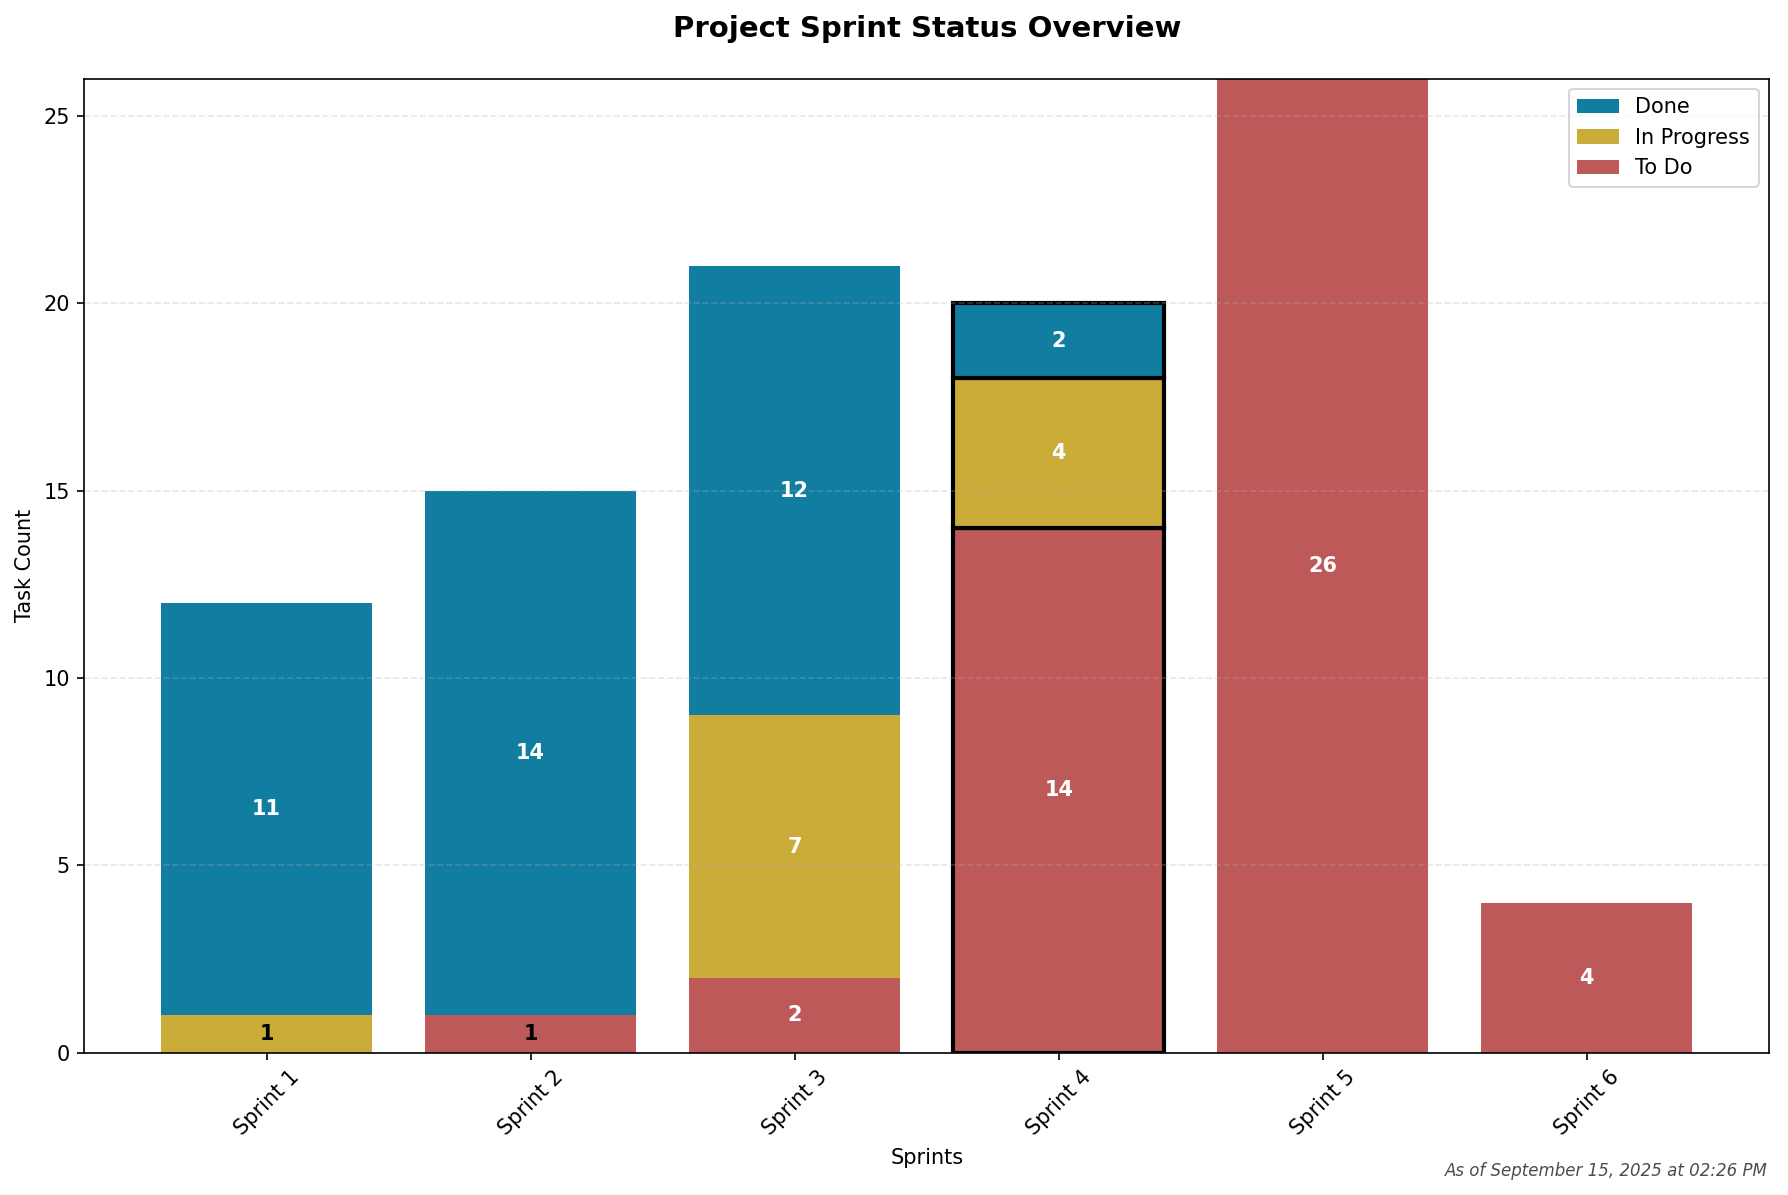 Project Sprint Status Overview
Done
In Progress
To Do
Task Count
25
20
15
10
5
0
11
1
14
1
12
7
2
2
4
14
26
4
Sprint 1
Sprint 2
Sprint 3
Sprint 4
Sprint 5
Sprint 6
Sprints
As of September 15, 2025 at 02:26 PM